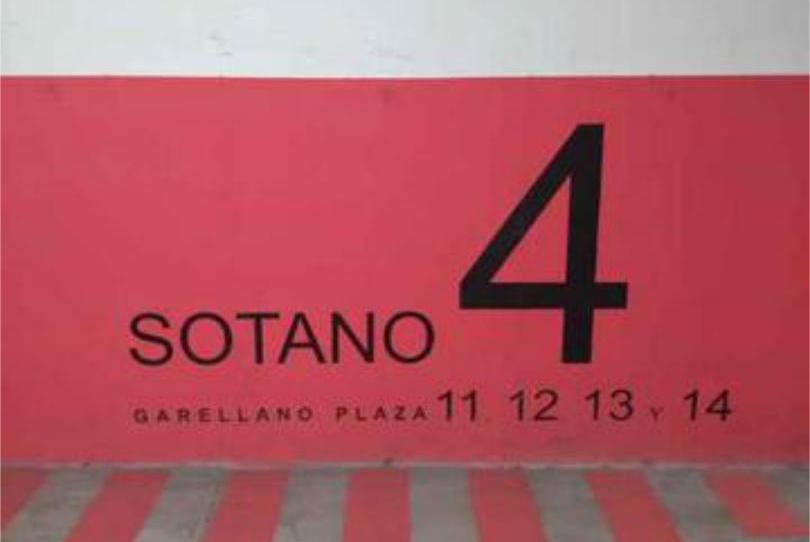 SOTANO 4
GARELLANO PLAZA 11, 12, 13 Y 14